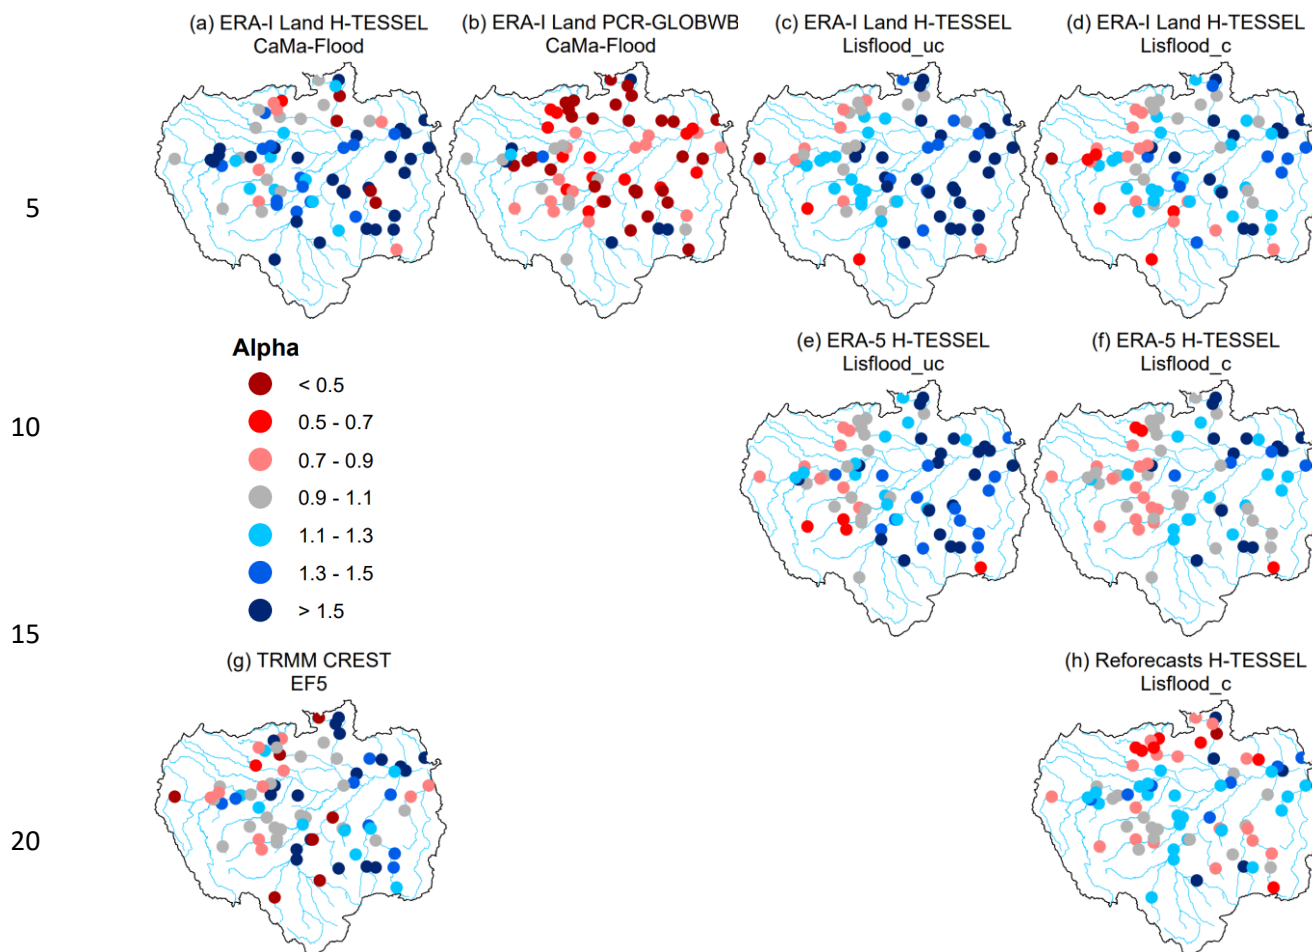 (a) ERA-I Land H-TESSEL
CaMa-Flood
(b) ERA-I Land PCR-GLOBWB
CaMa-Flood
(c) ERA-I Land H-TESSEL
Lisflood_uc
(d) ERA-I Land H-TESSEL
Lisflood_c
5
Alpha
< 0.5
0.5 - 0.7
0.7 - 0.9
0.9 - 1.1
1.1 - 1.3
1.3 - 1.5
> 1.5
(e) ERA-5 H-TESSEL
Lisflood_uc
(f) ERA-5 H-TESSEL
Lisflood_c
10
15
(g) TRMM CREST
EF5
(h) Reforecasts H-TESSEL
Lisflood_c
20